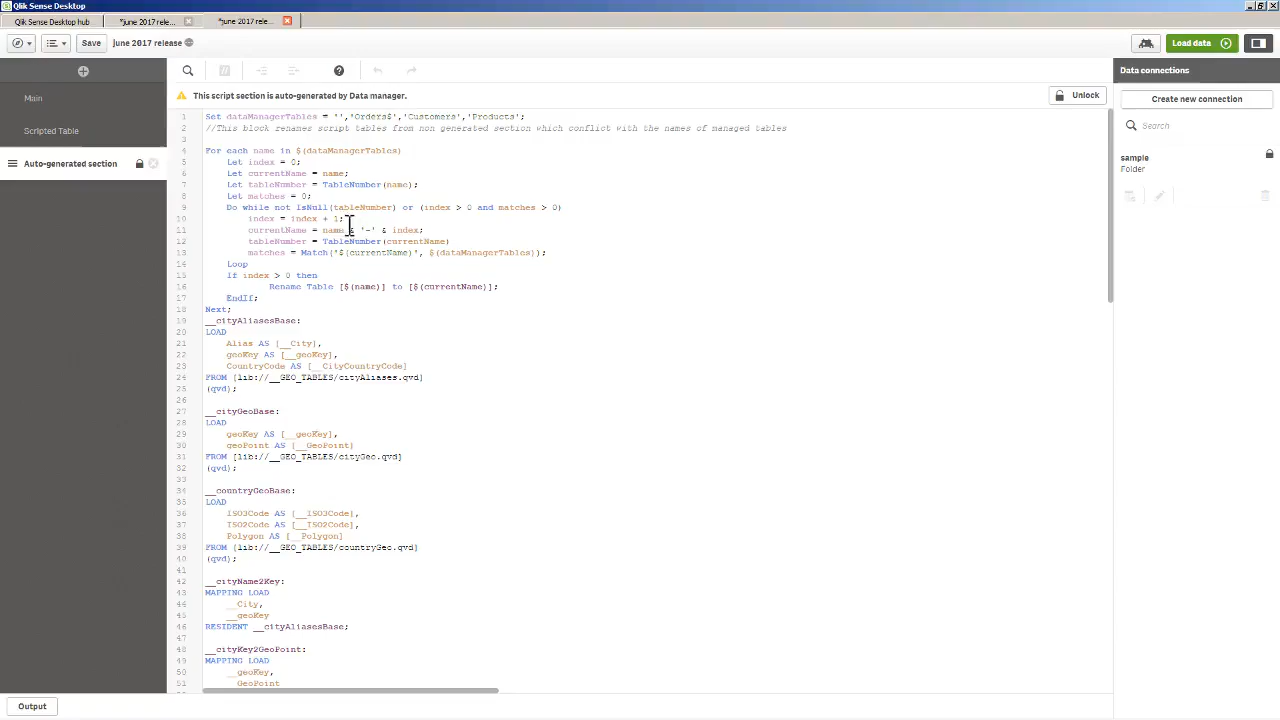 Qlik Sense Desktop
Qlik Sense Desktop hub
*june 2017 rele...
*june 2017 rele...
Save
june 2017 release
Load data
Main
Scripted Table
Auto-generated section
This script section is auto-generated by Data manager.
Unlock
1 Set dataManagerTables = '','Orders$','Customers','Products';
2 //This block renames script tables from non generated section which conflict with the names of managed tables
3
4 For each name in $(dataManagerTables)
5 Let index = 0;
6 Let currentName = name;
7 Let tableNumber = TableNumber(name);
8 Let matches = 0;
9 Do while not IsNull(tableNumber) or (index > 0 and matches > 0)
10 index = index + 1;
11 currentName = name & '-' & index;
12 tableNumber = TableNumber(currentName)
13 matches = Match('$(currentName)', $(dataManagerTables));
14 Loop
15 If index > 0 then
16 Rename Table [$(name)] to [$(currentName)];
17 EndIf;
18 Next;
19 __cityAliasesBase:
20 LOAD
21 Alias AS [__City],
22 geoKey AS [__geoKey],
23 CountryCode AS [__CityCountryCode]
24 FROM [lib://__GEO_TABLES/cityAliases.qvd]
25 (qvd);
26
27 __cityGeoBase:
28 LOAD
29 geoKey AS [__geoKey],
30 geoPoint AS [__GeoPoint]
31 FROM [lib://__GEO_TABLES/cityGeo.qvd]
32 (qvd);
33
34 __countryGeoBase:
35 LOAD
36 ISO3Code AS [__ISO3Code],
37 ISO2Code AS [__ISO2Code],
38 Polygon AS [__Polygon]
39 FROM [lib://__GEO_TABLES/countryGeo.qvd]
40 (qvd);
41
42 __cityName2Key:
43 MAPPING LOAD
44 __City,
45 __geoKey
46 RESIDENT __cityAliasesBase;
47
48 __cityKey2GeoPoint:
49 MAPPING LOAD
50 __geoKey,
51 __GeoPoint
Data connections
Create new connection
Search
sample
Folder
Output